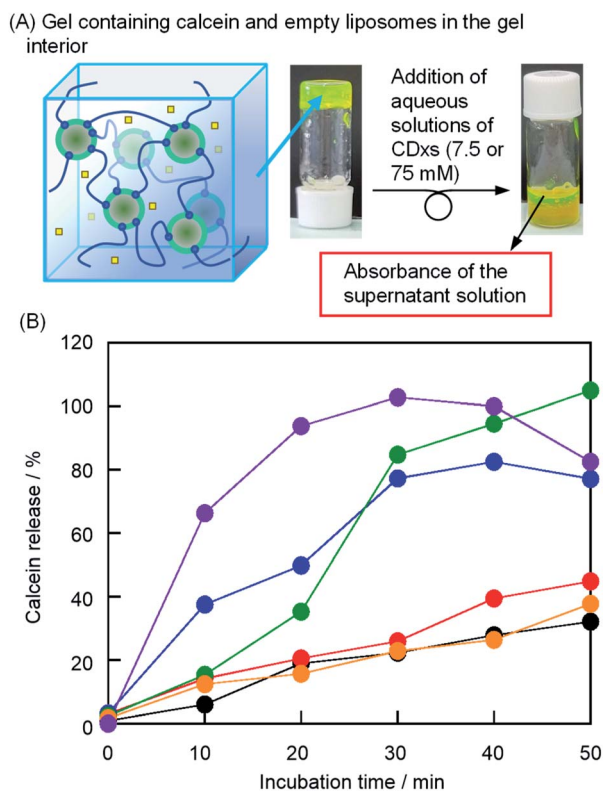 (A) Gel containing calcein and empty liposomes in the gel
interior
Addition of
aqueous
solutions of
CDxs (7.5 or
75 mM)
Absorbance of the
supernatant solution
(B)
120
100
80
60
40
20
0
Calcein release / %
0 10 20 30 40 50
Incubation time / min